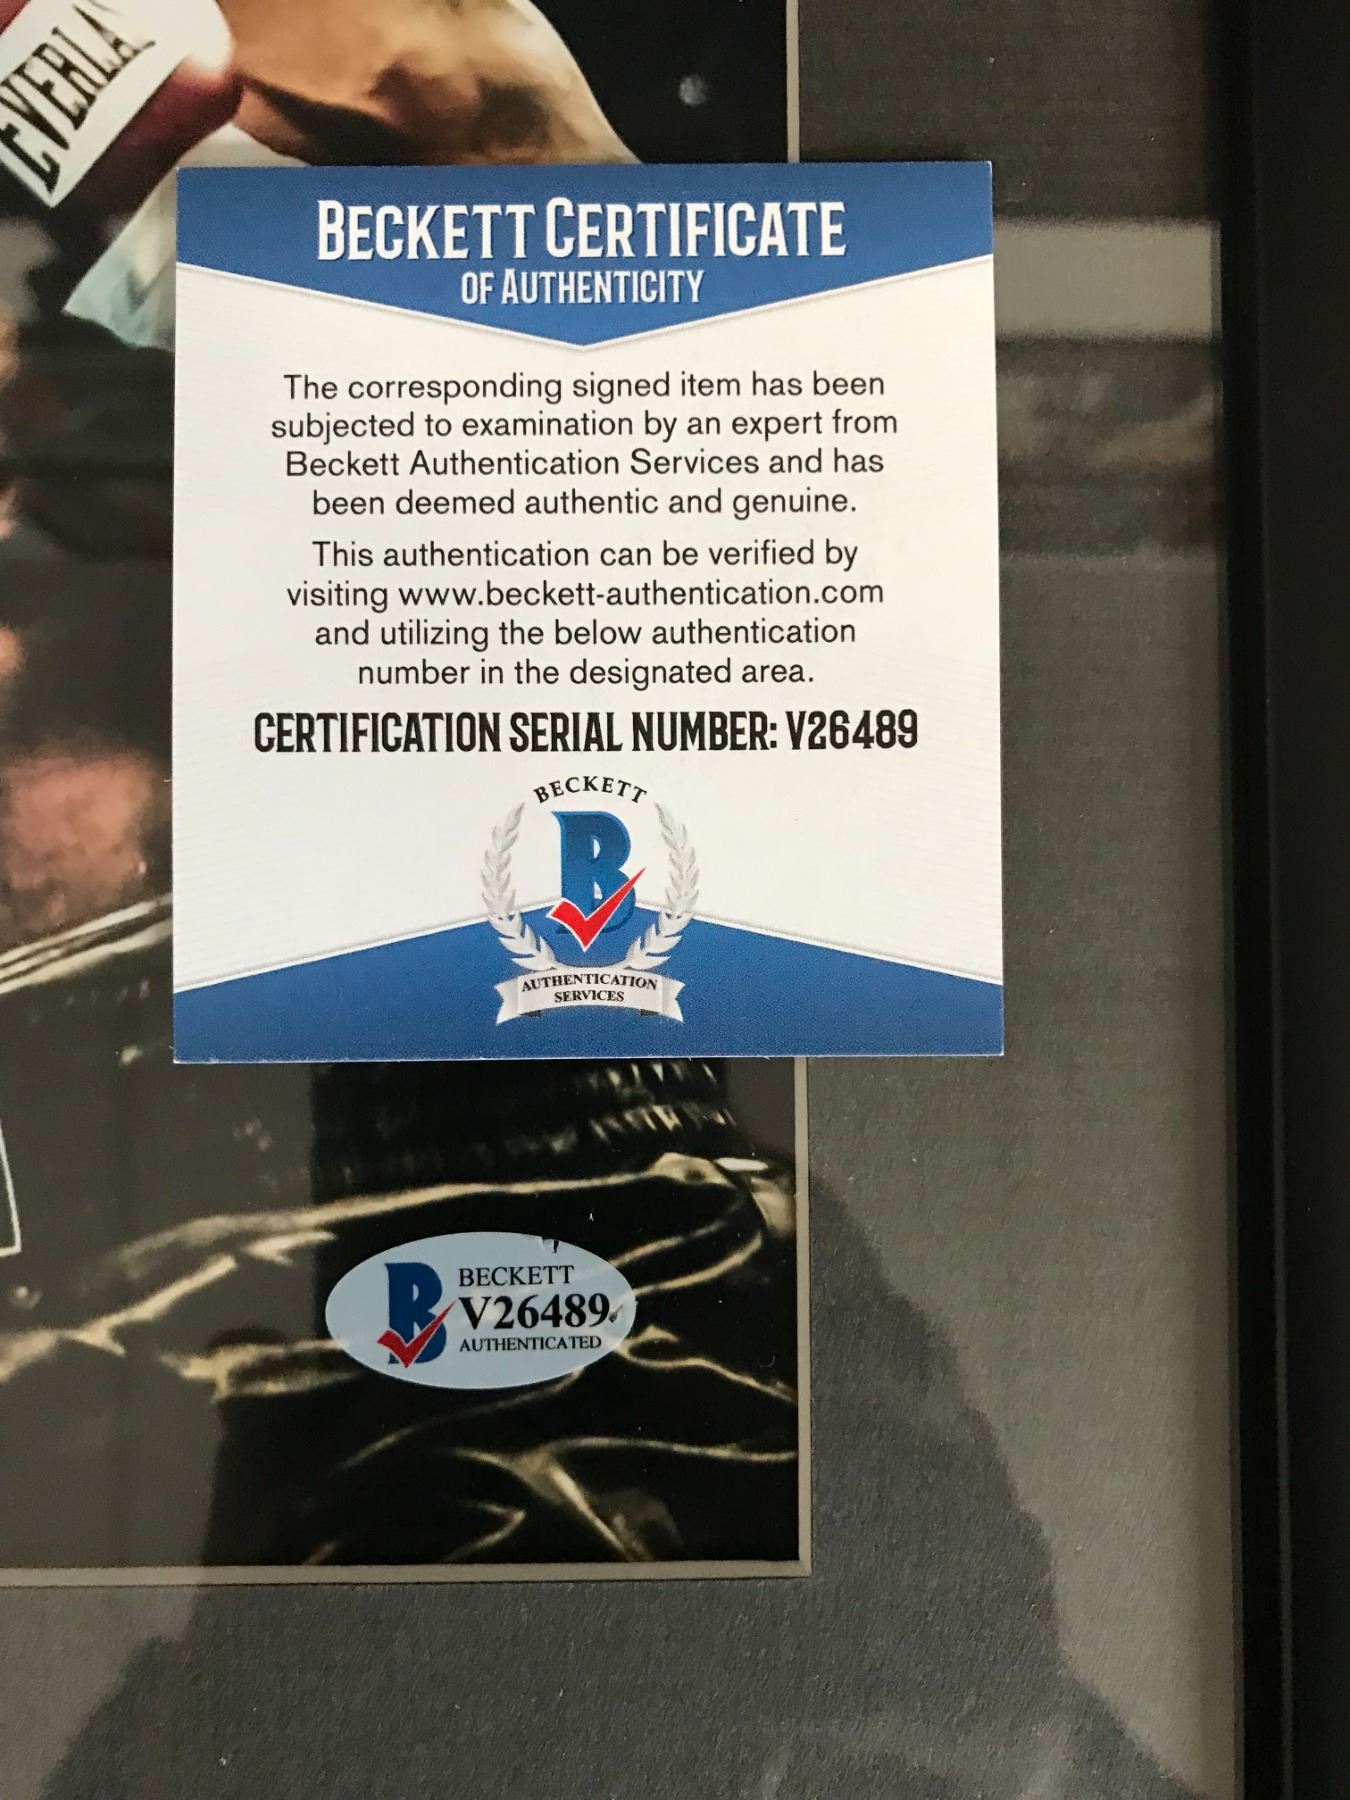 EVERLA
BECKETT CERTIFICATE
OF AUTHENTICITY
The corresponding signed item has been
subjected to examination by an expert from
Beckett Authentication Services and has
been deemed authentic and genuine.
This authentication can be verified by
visiting www.beckett-authentication.com
and utilizing the below authentication
number in the designated area.
CERTIFICATION SERIAL NUMBER: V26489
BECKETT
B
AUTHENTICATION
SERVICES
B
BECKETT
V26489
AUTHENTICATED